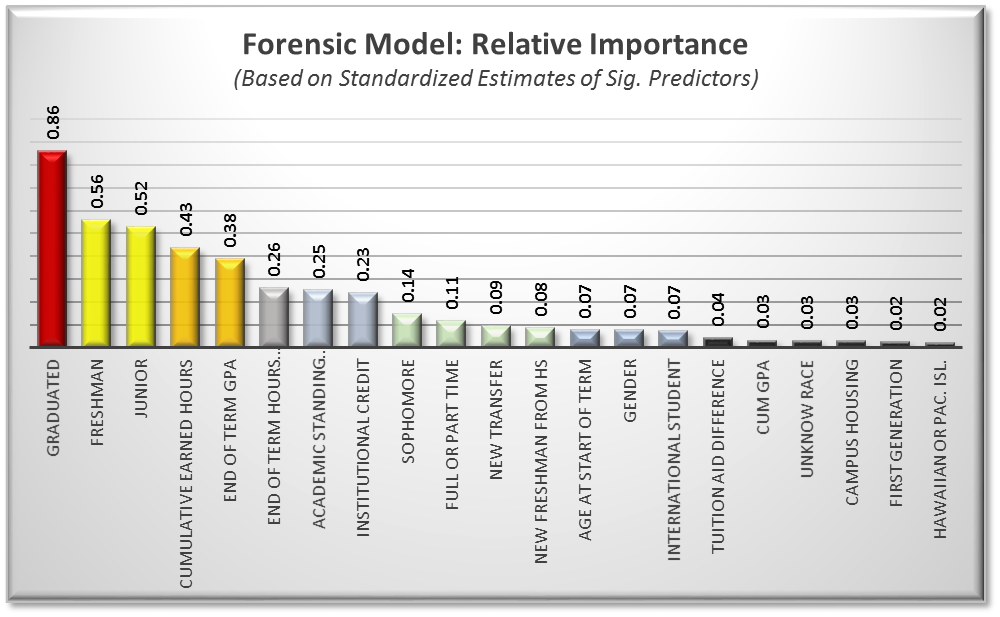 Forensic Model: Relative Importance
(Based on Standardized Estimates of Sig. Predictors)
0.86
0.56
0.52
0.43
0.38
0.26
0.25
0.23
0.14
0.11
0.09
0.08
0.07
0.07
0.07
0.04
0.03
0.03
0.03
0.02
0.02
GRADUATED
FRESHMAN
JUNIOR
CUMULATIVE EARNED HOURS
END OF TERM GPA
END OF TERM HOURS...
ACADEMIC STANDING...
INSTITUTIONAL CREDIT
SOPHOMORE
FULL OR PART TIME
NEW TRANSFER
NEW FRESHMAN FROM HS
AGE AT START OF TERM
GENDER
INTERNATIONAL STUDENT
TUITION AID DIFFERENCE
CUM GPA
UNKNOW RACE
CAMPUS HOUSING
FIRST GENERATION
HAWAIIAN OR PAC. ISL.